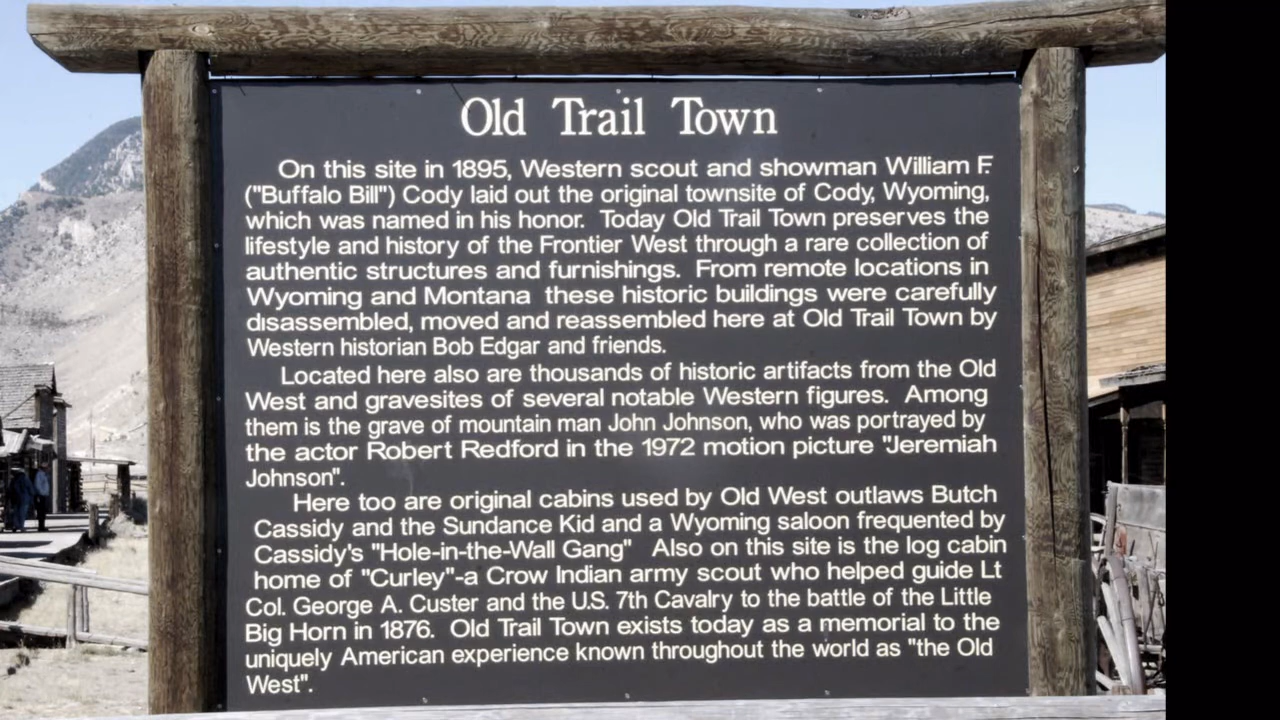 Old Trail Town
On this site in 1895, Western scout and showman William F.
("Buffalo Bill") Cody laid out the original townsite of Cody, Wyoming,
which was named in his honor. Today Old Trail Town preserves the
lifestyle and history of the Frontier West through a rare collection of
authentic structures and furnishings. From remote locations in
Wyoming and Montana these historic buildings were carefully
disassembled, moved and reassembled here at Old Trail Town by
Western historian Bob Edgar and friends.
Located here also are thousands of historic artifacts from the Old
West and gravesites of several notable Western figures. Among
them is the grave of mountain man John Johnson, who was portrayed by
the actor Robert Redford in the 1972 motion picture "Jeremiah
Johnson".
Here too are original cabins used by Old West outlaws Butch
Cassidy and the Sundance Kid and a Wyoming saloon frequented by
Cassidy's "Hole-in-the-Wall Gang" Also on this site is the log cabin
home of "Curley"-a Crow Indian army scout who helped guide Lt
Col. George A. Custer and the U.S. 7th Cavalry to the battle of the Little
Big Horn in 1876. Old Trail Town exists today as a memorial to the
uniquely American experience known throughout the world as "the Old
West".